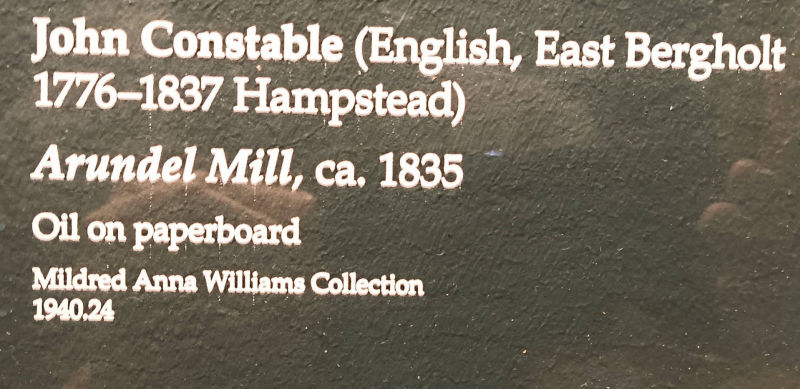 John Constable (English, East Bergholt
1776–1837 Hampstead)
Arundel Mill, ca. 1835
Oil on paperboard
Mildred Anna Williams Collection
1940.24